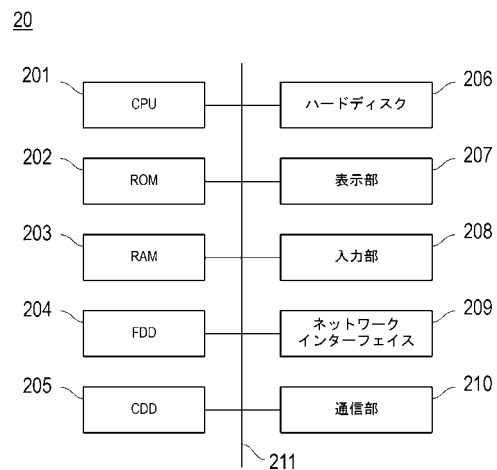 20
201
CPU
ハードディスク
206
202
ROM
表示部
207
203
RAM
入力部
208
204
FDD
ネットワーク
インターフェイス
209
205
CDD
通信部
210
211